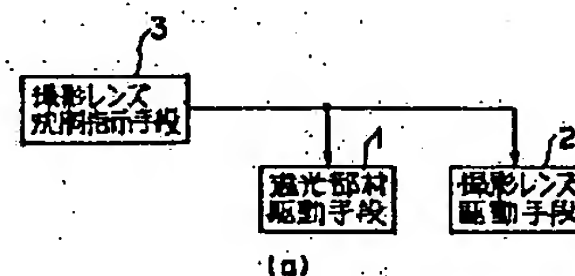 3
撮影レンズ
沈胴指示手段
1
遮光部材
駆動手段
2
撮影レンズ
駆動手段
(a)